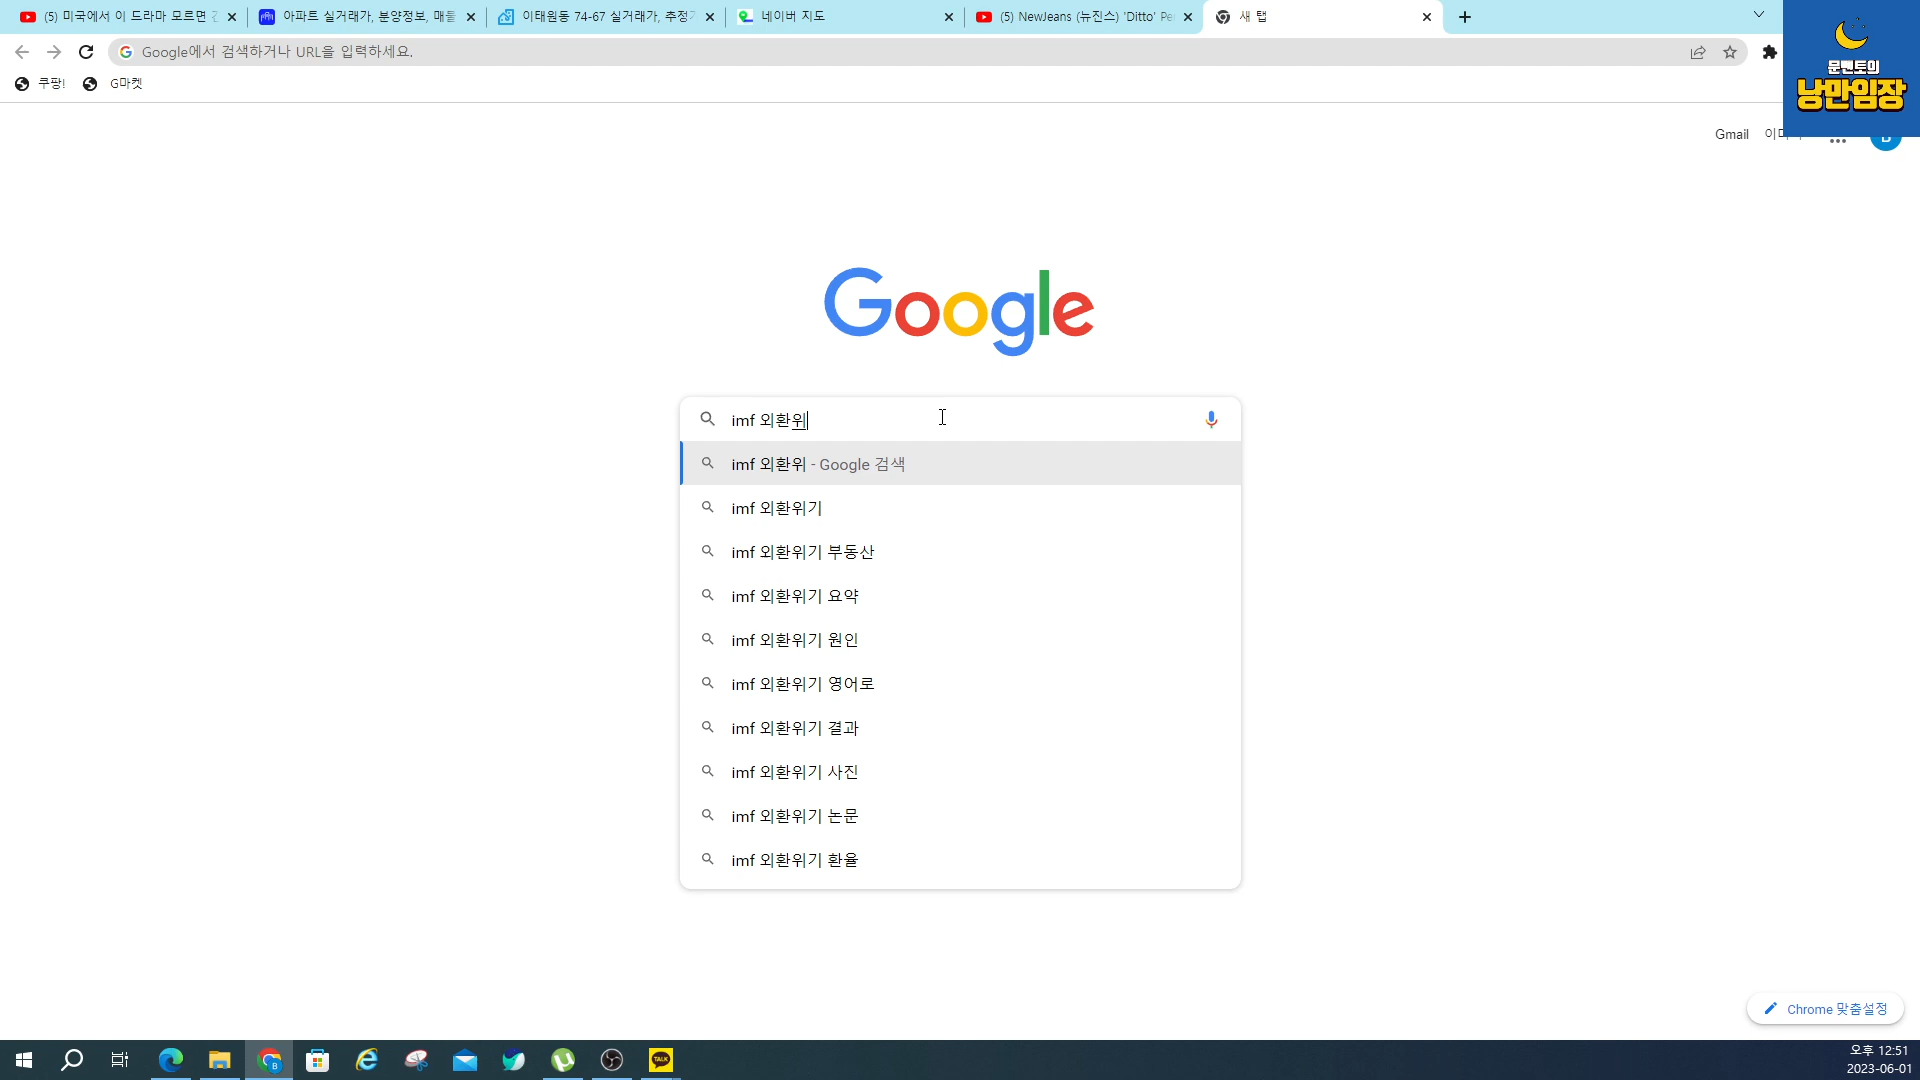 (5) 미국에서 이 드라마 모르면
아파트 실거래가, 분양정보, 매물
이태원동 74-67 실거래가, 추정
네이버 지도
(5) NewJeans (뉴진스) 'Ditto' Pe
새 탭
Google에서 검색하거나 URL을 입력하세요.
쿠팡!
G마켓
문멘토의
낭만임장
Gmail
Google
imf 외환위
imf 외환위 - Google 검색
imf 외환위기
imf 외환위기 부동산
imf 외환위기 요약
imf 외환위기 원인
imf 외환위기 영어로
imf 외환위기 결과
imf 외환위기 사진
imf 외환위기 논문
imf 외환위기 환율
Chrome 맞춤설정
B
TALK
오후 12:51
2023-06-01